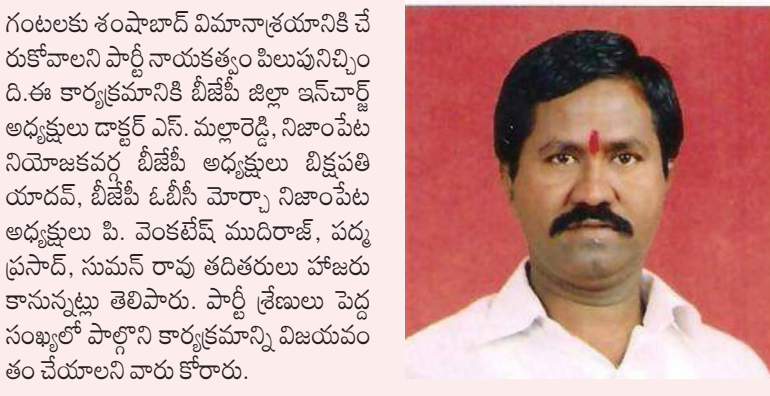 గంటలకు శంషాబాద్ విమానాశ్రయానికి చే
రుకోవాలని పార్టీ నాయకత్వం పిలుపునిచ్చిం
ది.ఈ కార్యక్రమానికి బీజేపీ జిల్లా ఇన్‌చార్జ్
అధ్యక్షులు డాక్టర్ ఎస్. మల్లారెడ్డి, నిజాంపేట
నియోజకవర్గ బీజేపీ అధ్యక్షులు బిక్షపతి
యాదవ్, బీజేపీ ఓబీసీ మోర్చా నిజాంపేట
అధ్యక్షులు పి. వెంకటేష్ ముదిరాజ్, పద్మ
ప్రసాద్, సుమన్ రావు తదితరులు హాజరు
కానున్నట్లు తెలిపారు. పార్టీ శ్రేణులు పెద్ద
సంఖ్యలో పాల్గొని కార్యక్రమాన్ని విజయవం
తం చేయాలని వారు కోరారు.